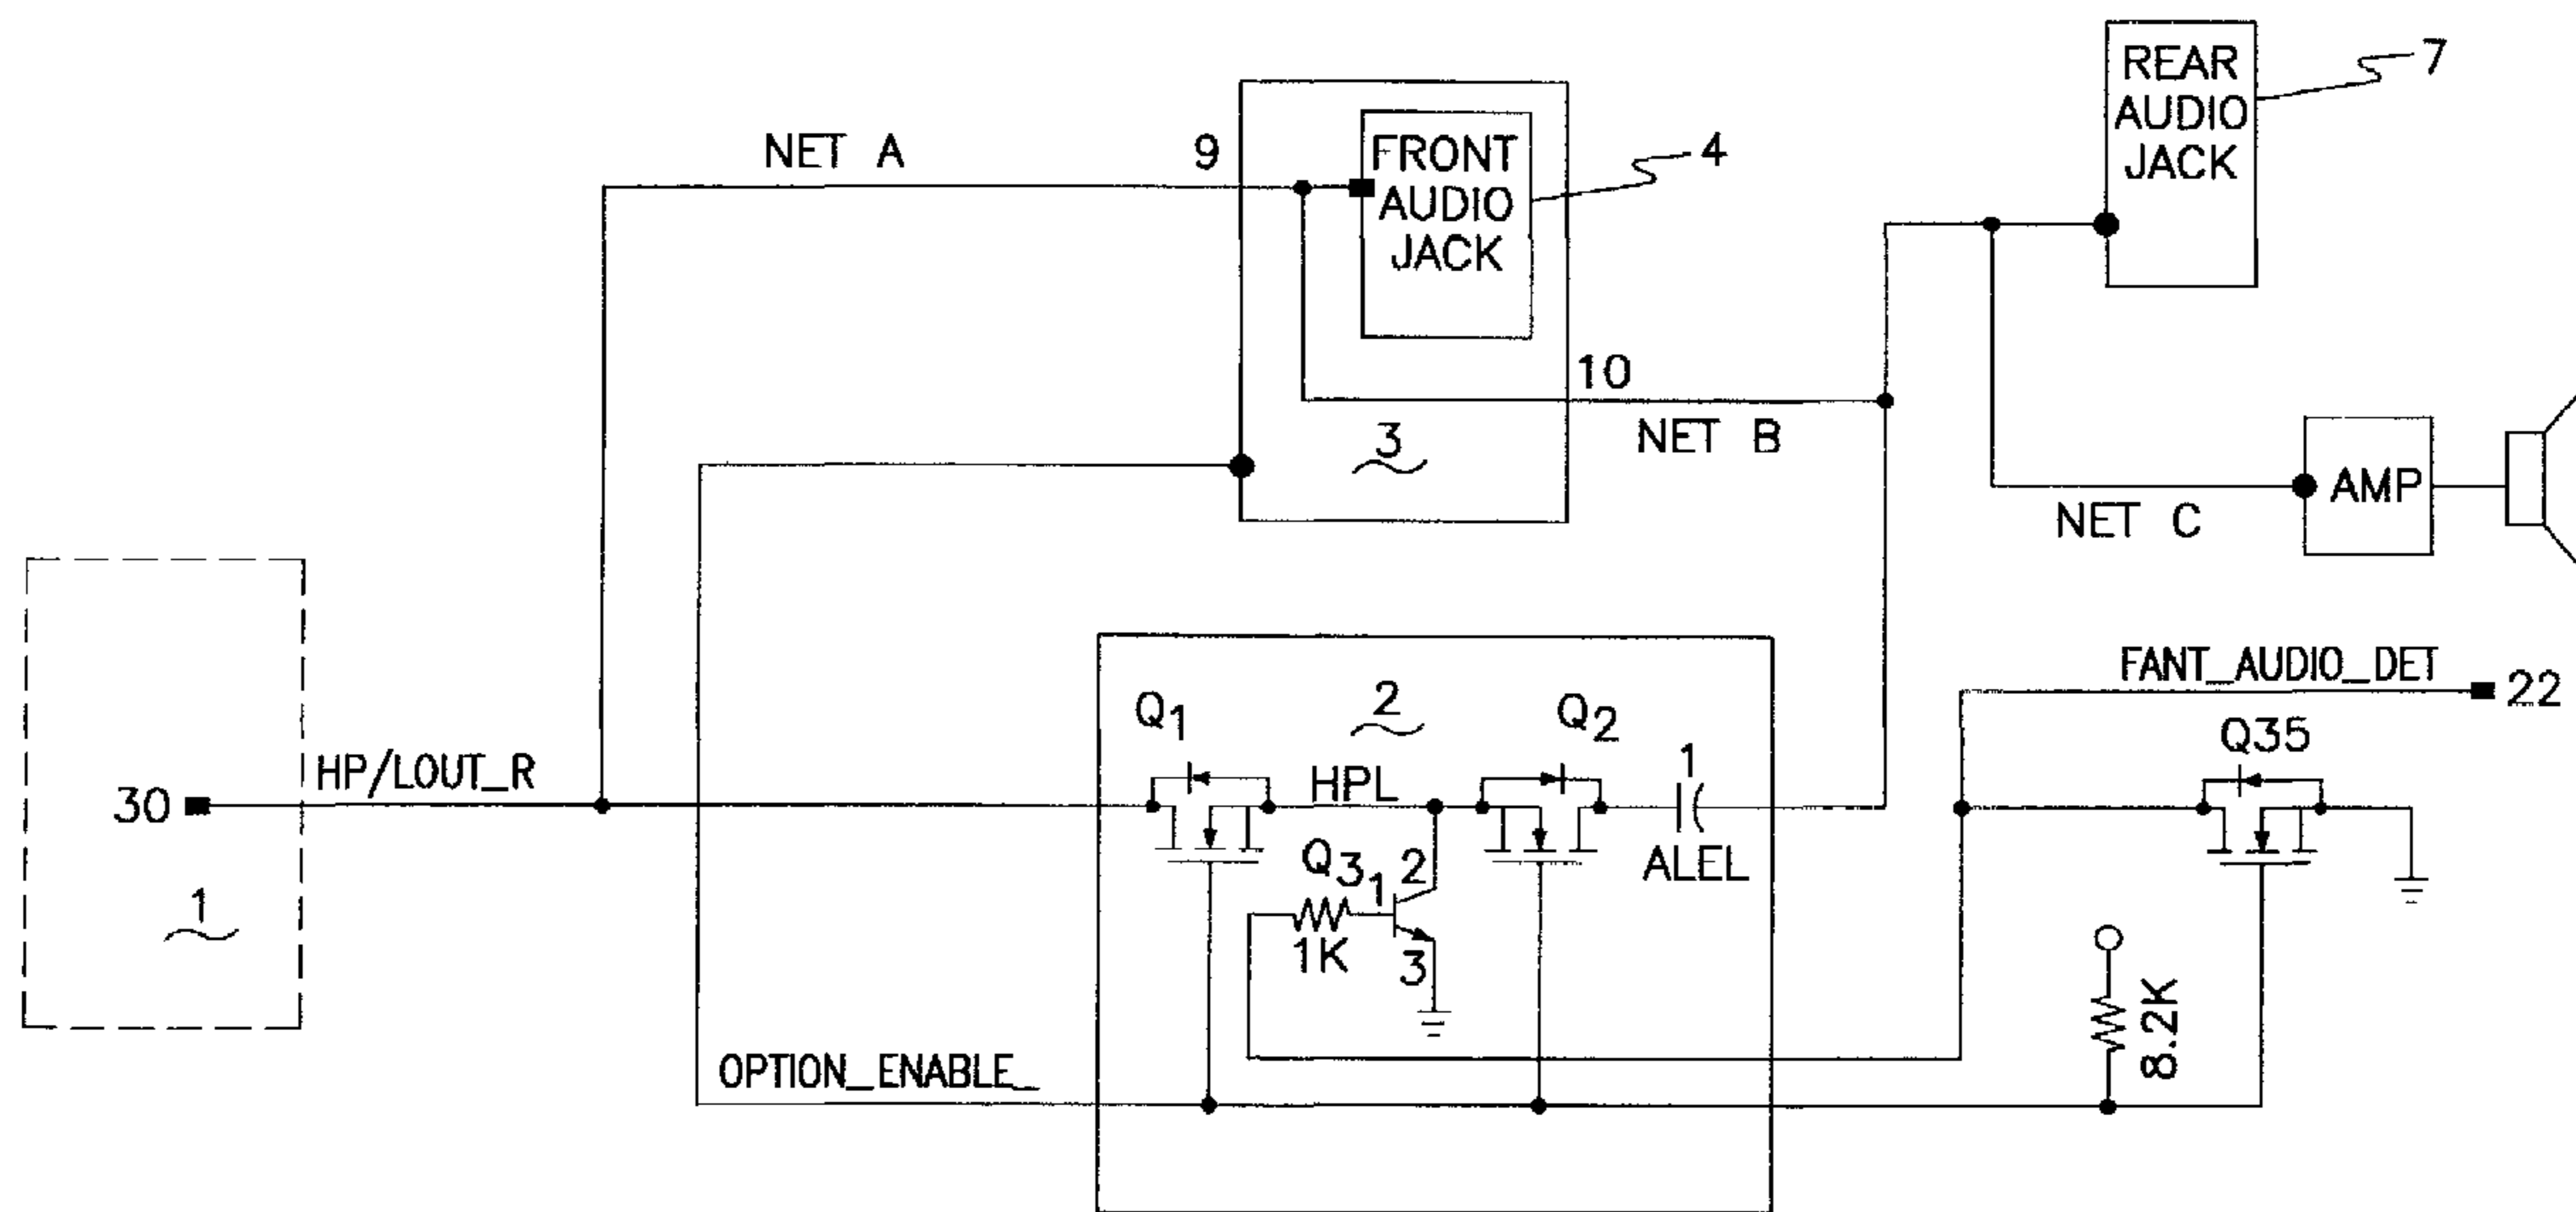 REAR
AUDIO
JACK
7
NET A
9
FRONT
AUDIO
JACK
4
10
NET B
3
AMP
NET C
FANT_AUDIO_DET
22
Q35
Q1
2
Q2
HP/LOUT_R
HPL
1
ALEL
30
1
Q3
1
2
3
1K
8.2K
OPTION_ENABLE_